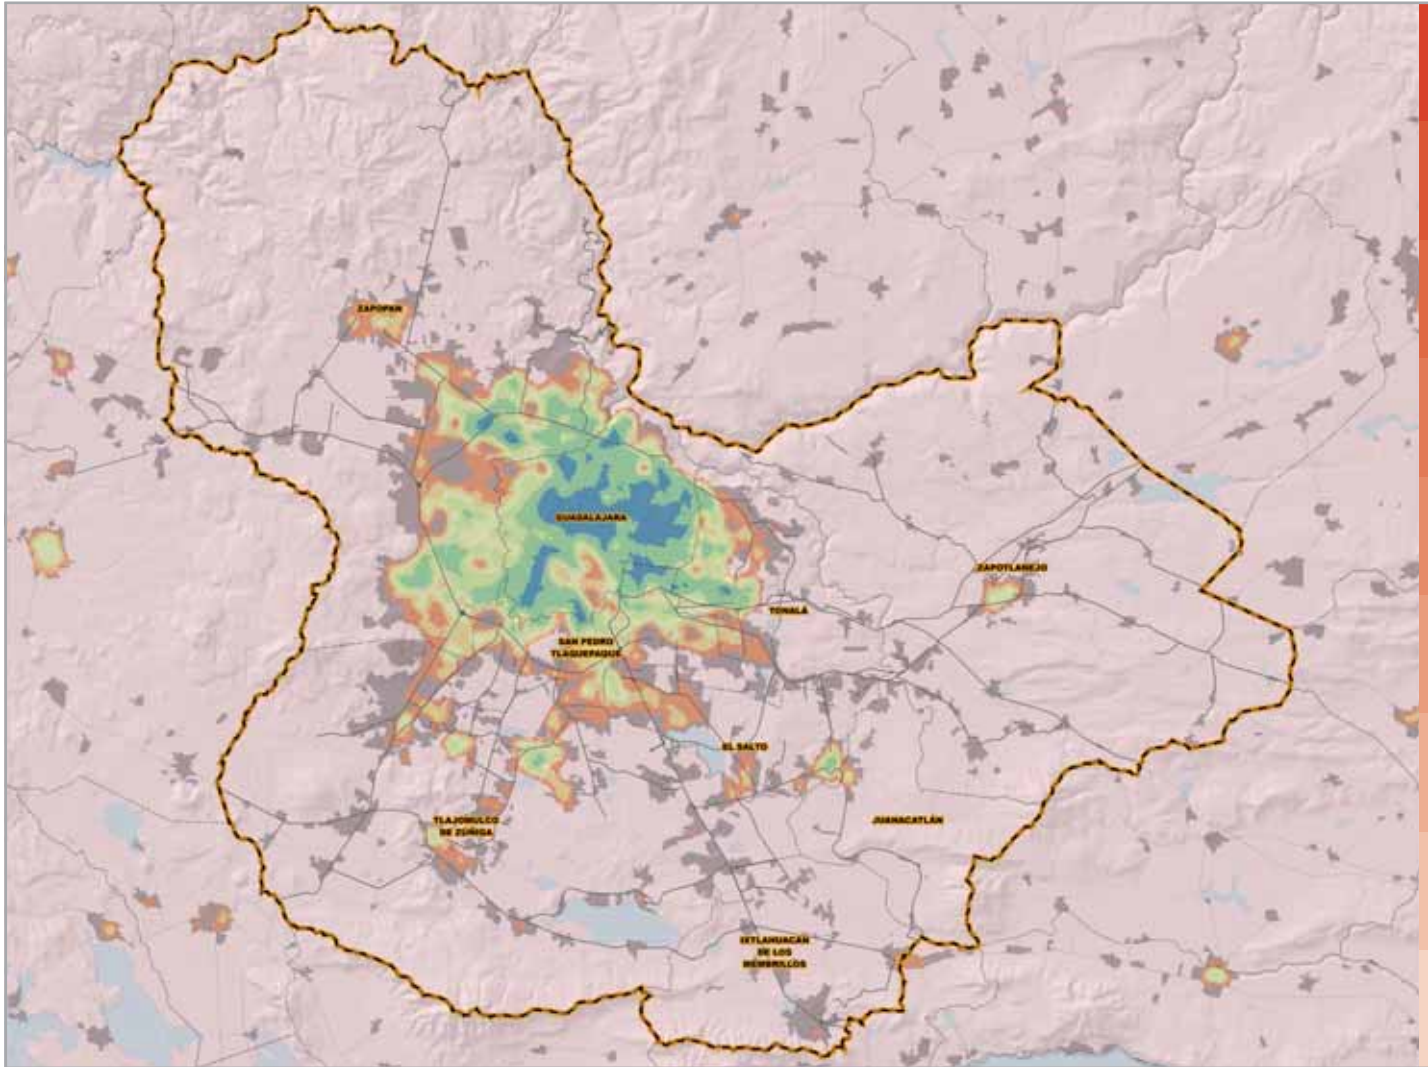 ZAPOPAN
GUADALAJARA
ZAPOTLANEJO
TONALÁ
SAN PEDRO
TLAQUEPAQUE
EL SALTO
TLAJOMULCO
DE ZÚÑIGA
JUANACATLÁN
IXTLAHUACÁN
DE LOS
MEMBRILLOS